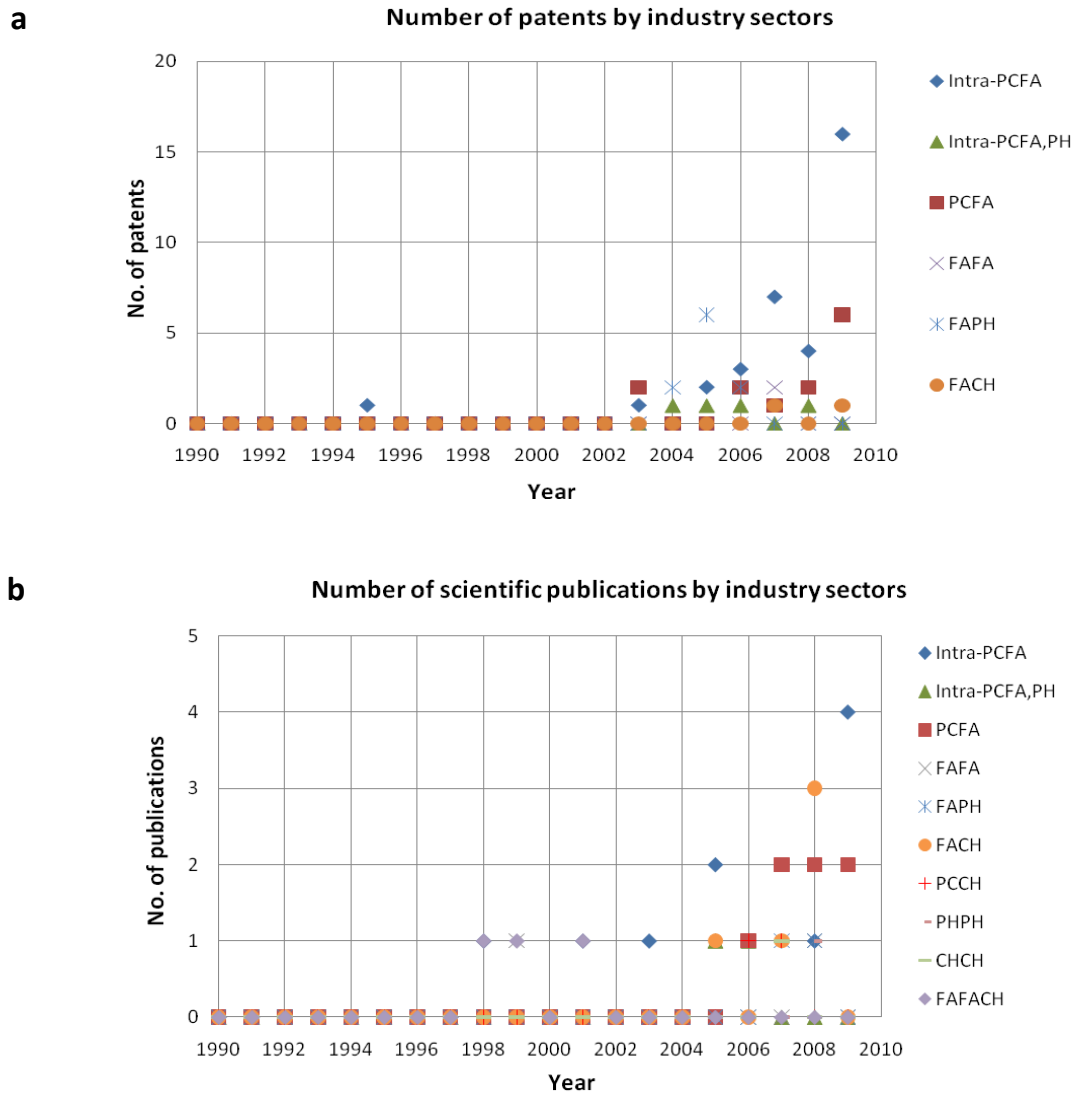 a
Number of patents by industry sectors
20
15
10
5
0
No. of patents
1990 1992 1994 1996 1998 2000 2002 2004 2006 2008 2010
Year
Intra-PCFA
Intra-PCFA,PH
PCFA
FAFA
FAPH
FACH
b
Number of scientific publications by industry sectors
5
4
3
2
1
0
No. of publications
1990 1992 1994 1996 1998 2000 2002 2004 2006 2008 2010
Year
Intra-PCFA
Intra-PCFA,PH
PCFA
FAFA
FAPH
FACH
PCCH
PHPH
CHCH
FAFACH